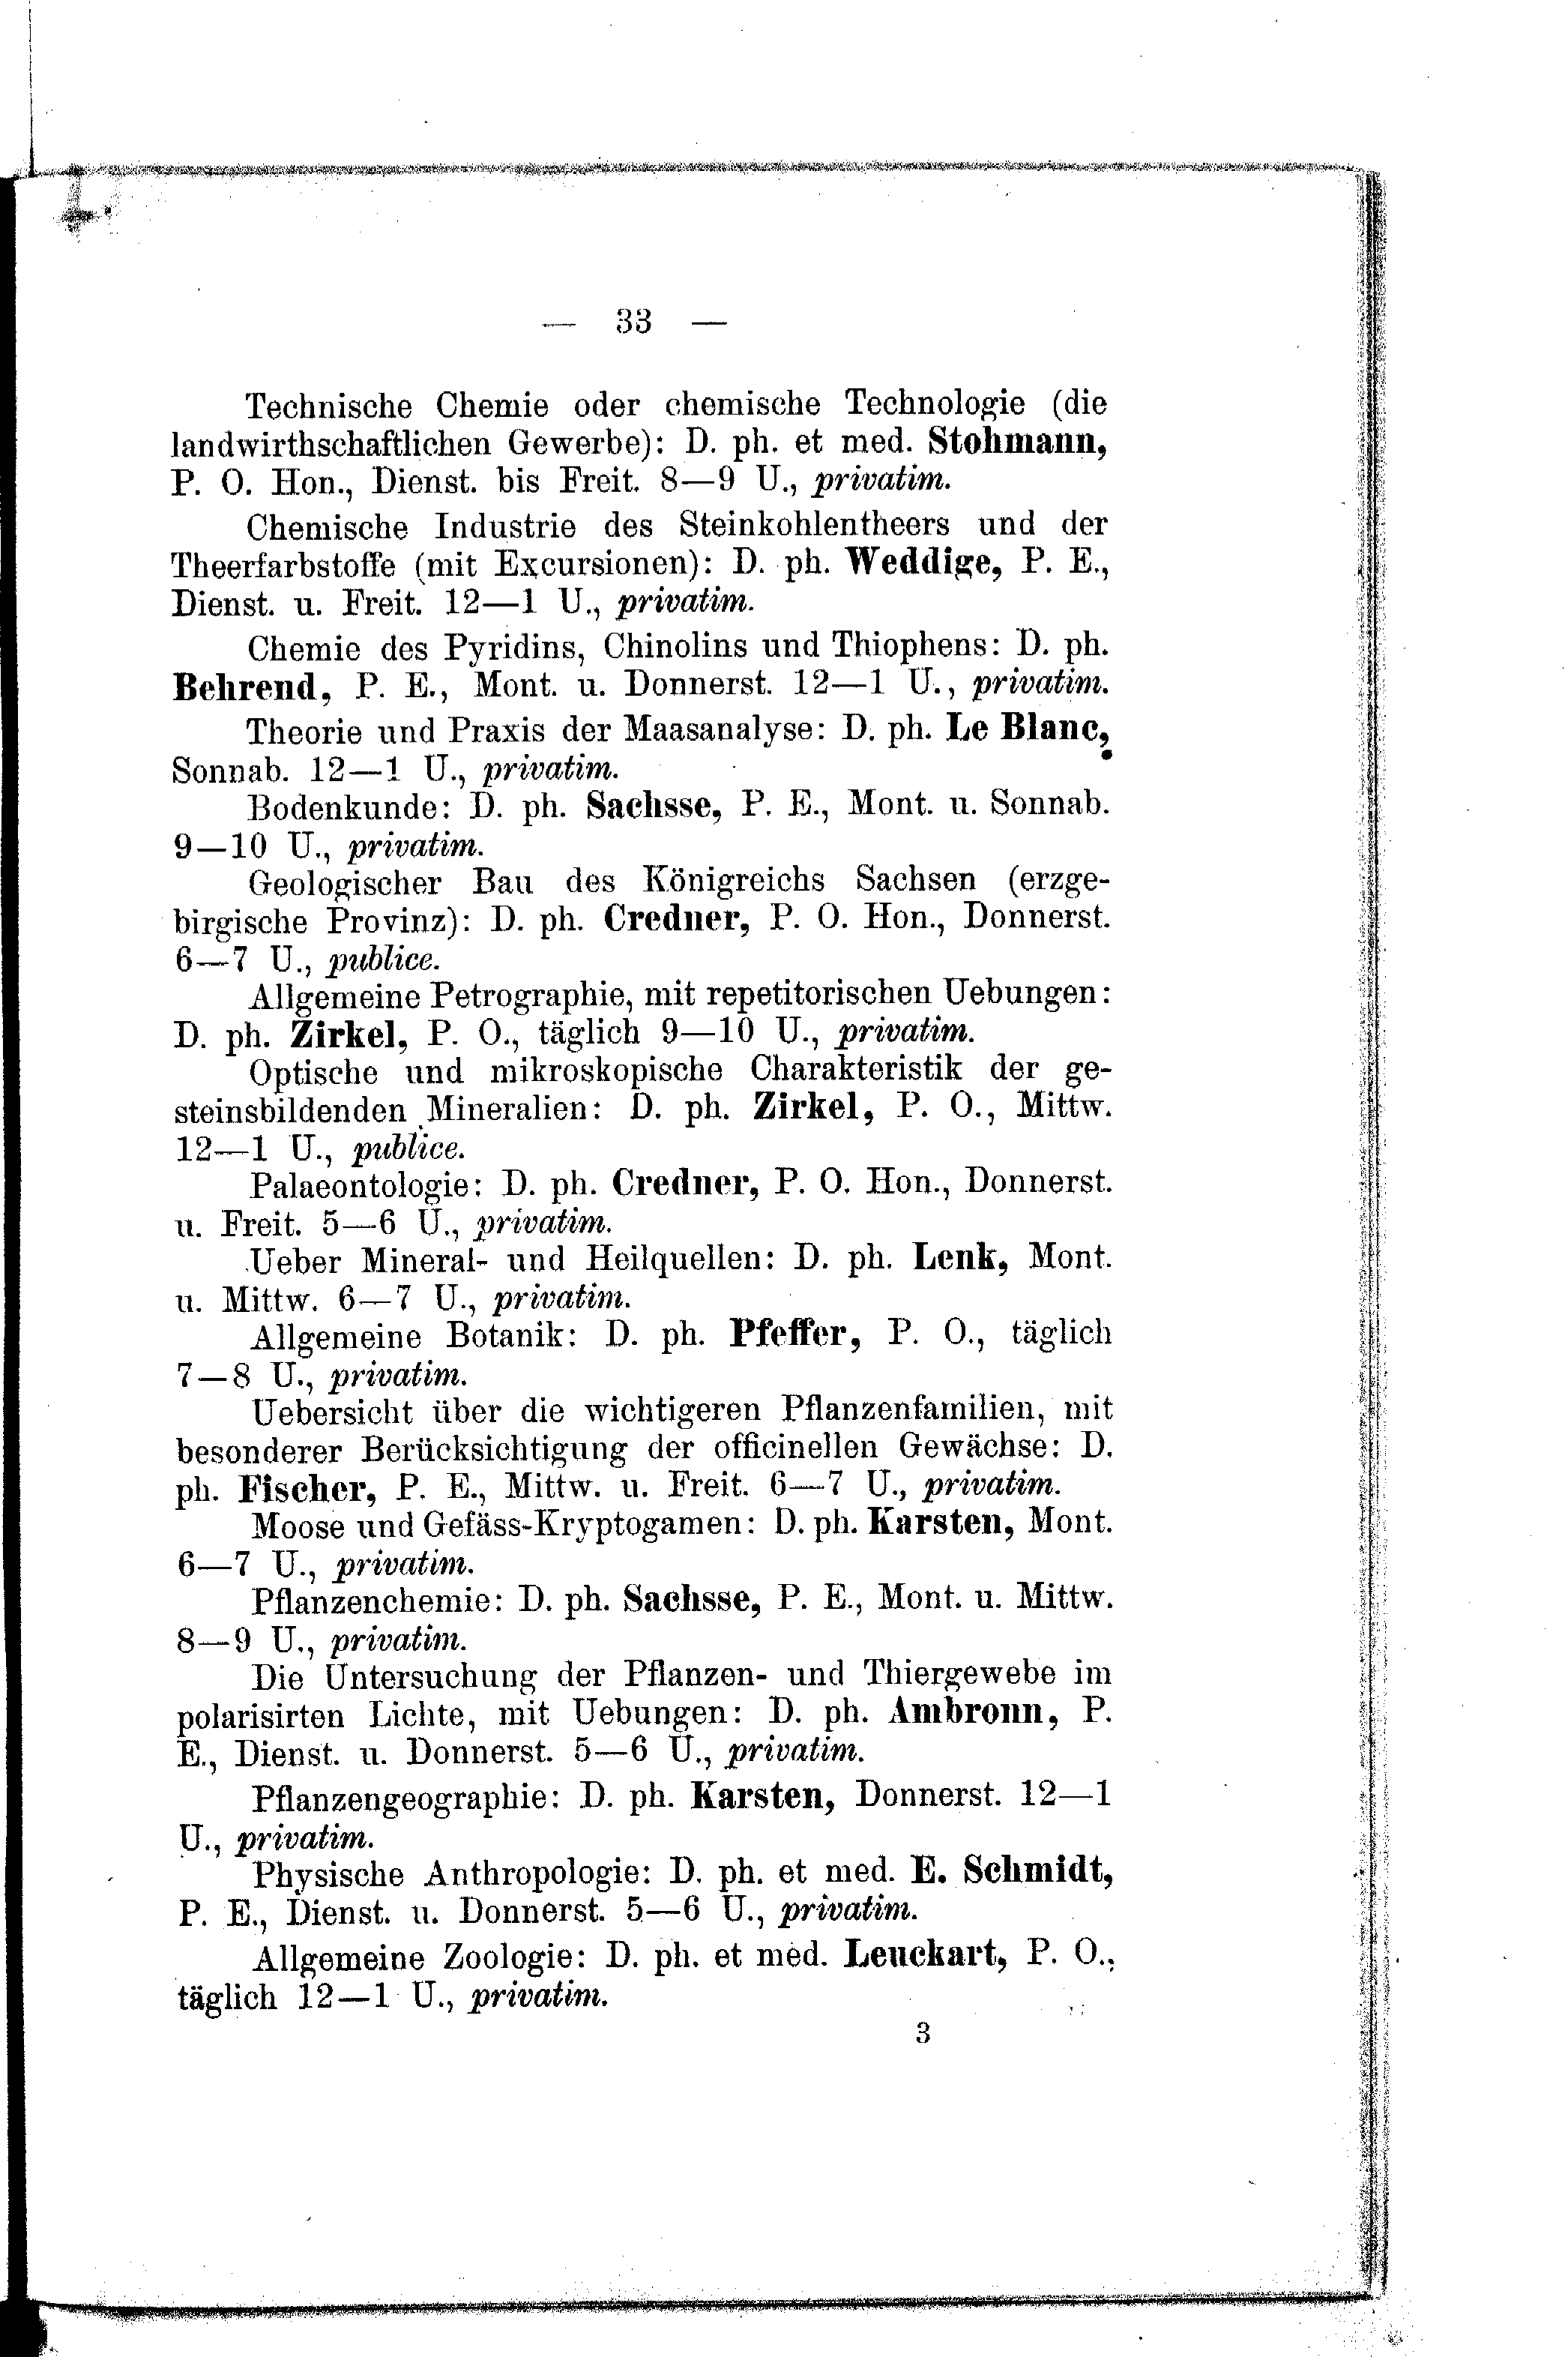 — 33 —
Technische Chemie oder chemische Technologie (die
landwirthschaftlichen Gewerbe): D. ph. et med. Stohmann,
P. O. Hon., Dienst. bis Freit. 8—9 U., privatim.
Chemische Industrie des Steinkohlentheers und der
Theerfarbstoffe (mit Excursionen): D. ph. Weddige, P. E.,
Dienst. u. Freit. 12—1 U., privatim.
Chemie des Pyridins, Chinolins und Thiophens: D. ph.
Behrend, P. E., Mont. u. Donnerst. 12—1 U., privatim.
Theorie und Praxis der Maasanalyse: D. ph. Le Blanc,
Sonnab. 12—1 U., privatim.
Bodenkunde: D. ph. Sachsse, P. E., Mont. u. Sonnab.
9—10 U., privatim.
Geologischer Bau des Königreichs Sachsen (erzge-
birgische Provinz): D. ph. Credner, P. O. Hon., Donnerst.
6—7 U., publice.
Allgemeine Petrographie, mit repetitorischen Uebungen:
D. ph. Zirkel, P. O., täglich 9—10 U., privatim.
Optische und mikroskopische Charakteristik der ge-
steinsbildenden Mineralien: D. ph. Zirkel, P. O., Mittw.
12—1 U., publice.
Palaeontologie: D. ph. Credner, P. O. Hon., Donnerst.
u. Freit. 5—6 U., privatim.
Ueber Mineral- und Heilquellen: D. ph. Lenk, Mont.
u. Mittw. 6—7 U., privatim.
Allgemeine Botanik: D. ph. Pfeffer, P. O., täglich
7—8 U., privatim.
Uebersicht über die wichtigeren Pflanzenfamilien, mit
besonderer Berücksichtigung der officinellen Gewächse: D.
ph. Fischer, P. E., Mittw. u. Freit. 6—7 U., privatim.
Moose und Gefäss-Kryptogamen: D. ph. Karsten, Mont.
6—7 U., privatim.
Pflanzenchemie: D. ph. Sachsse, P. E., Mont. u. Mittw.
8—9 U., privatim.
Die Untersuchung der Pflanzen- und Thiergewebe im
polarisirten Lichte, mit Uebungen: D. ph. Ambronn, P.
E., Dienst. u. Donnerst. 5—6 U., privatim.
Pflanzengeographie: D. ph. Karsten, Donnerst. 12—1
U., privatim.
Physische Anthropologie: D. ph. et med. E. Schmidt,
P. E., Dienst. u. Donnerst. 5—6 U., privatim.
Allgemeine Zoologie: D. ph. et med. Leuckart, P. O.,
täglich 12—1 U., privatim.
3